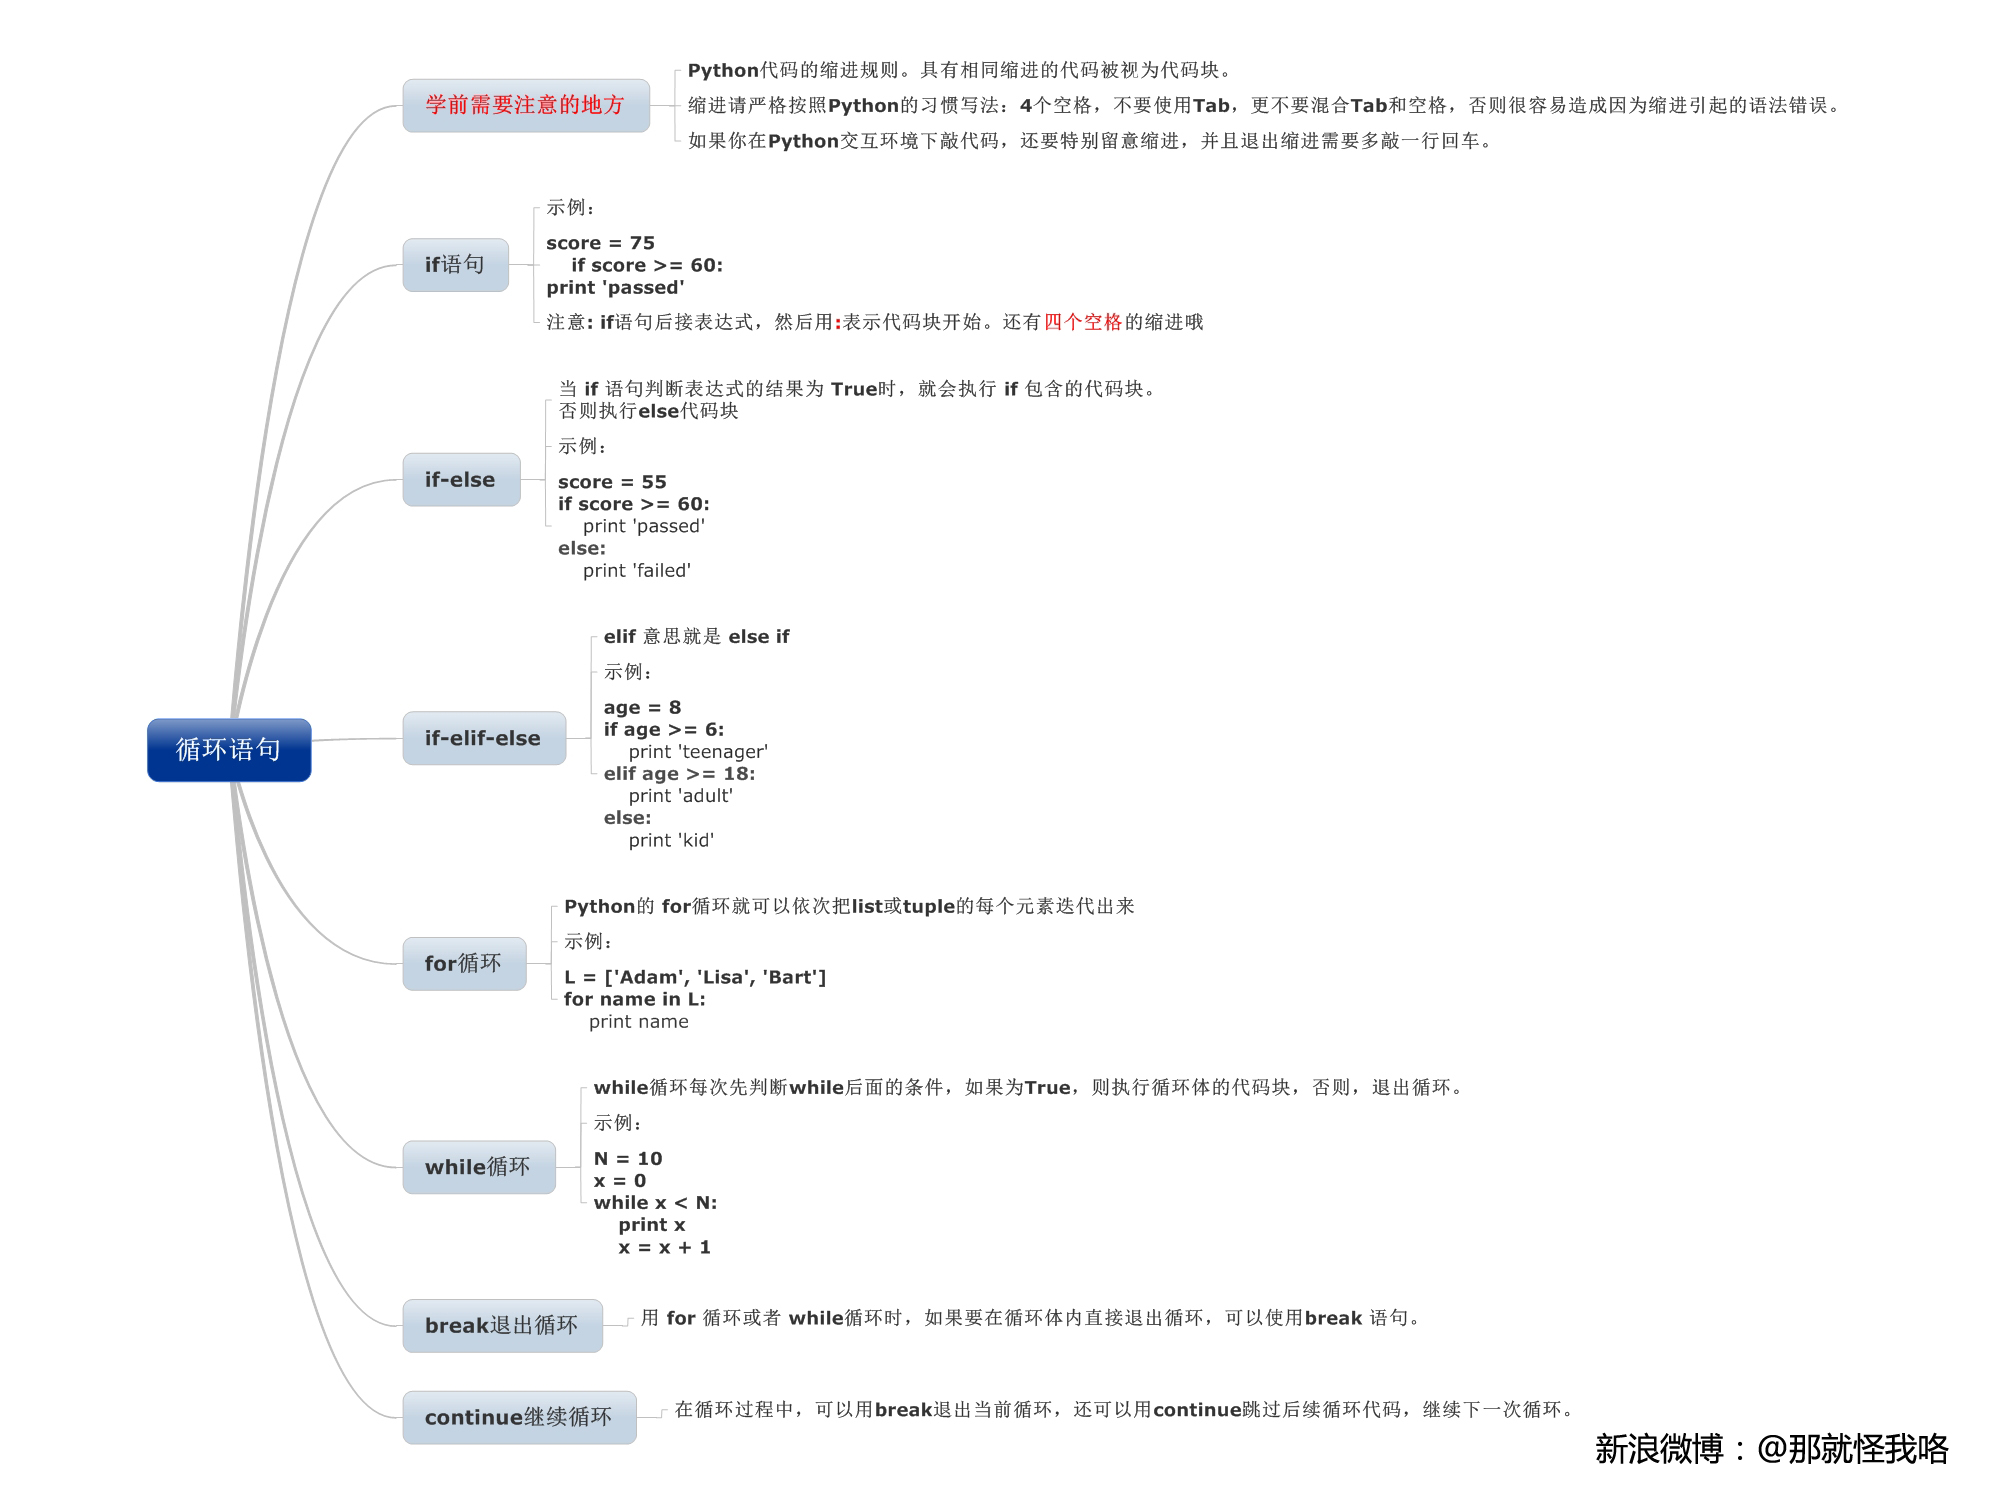 学前需要注意的地方
Python代码的缩进规则。具有相同缩进的代码被视为代码块。
缩进请严格按照Python的习惯写法：4个空格，不要使用Tab，更不要混合Tab和空格，否则很容易造成因为缩进引起的语法错误。
如果你在Python交互环境下敲代码，还要特别留意缩进，并且退出缩进需要多敲一行回车。
if语句
示例：
score = 75
    if score >= 60:
print 'passed'
注意: if语句后接表达式，然后用:表示代码块开始。还有四个空格的缩进哦
if-else
当 if 语句判断表达式的结果为 True时，就会执行 if 包含的代码块。
否则执行else代码块
示例：
score = 55
if score >= 60:
    print 'passed'
else:
    print 'failed'
循环语句
if-elif-else
elif 意思就是 else if
示例：
age = 8
if age >= 6:
    print 'teenager'
elif age >= 18:
    print 'adult'
else:
    print 'kid'
for循环
Python的 for循环就可以依次把list或tuple的每个元素迭代出来
示例：
L = ['Adam', 'Lisa', 'Bart']
for name in L:
    print name
while循环
while循环每次先判断while后面的条件，如果为True，则执行循环体的代码块，否则，退出循环。
示例：
N = 10
x = 0
while x < N:
    print x
    x = x + 1
break退出循环
用 for 循环或者 while循环时，如果要在循环体内直接退出循环，可以使用break 语句。
continue继续循环
在循环过程中，可以用break退出当前循环，还可以用continue跳过后续循环代码，继续下一次循环。
新浪微博：@那就怪我咯